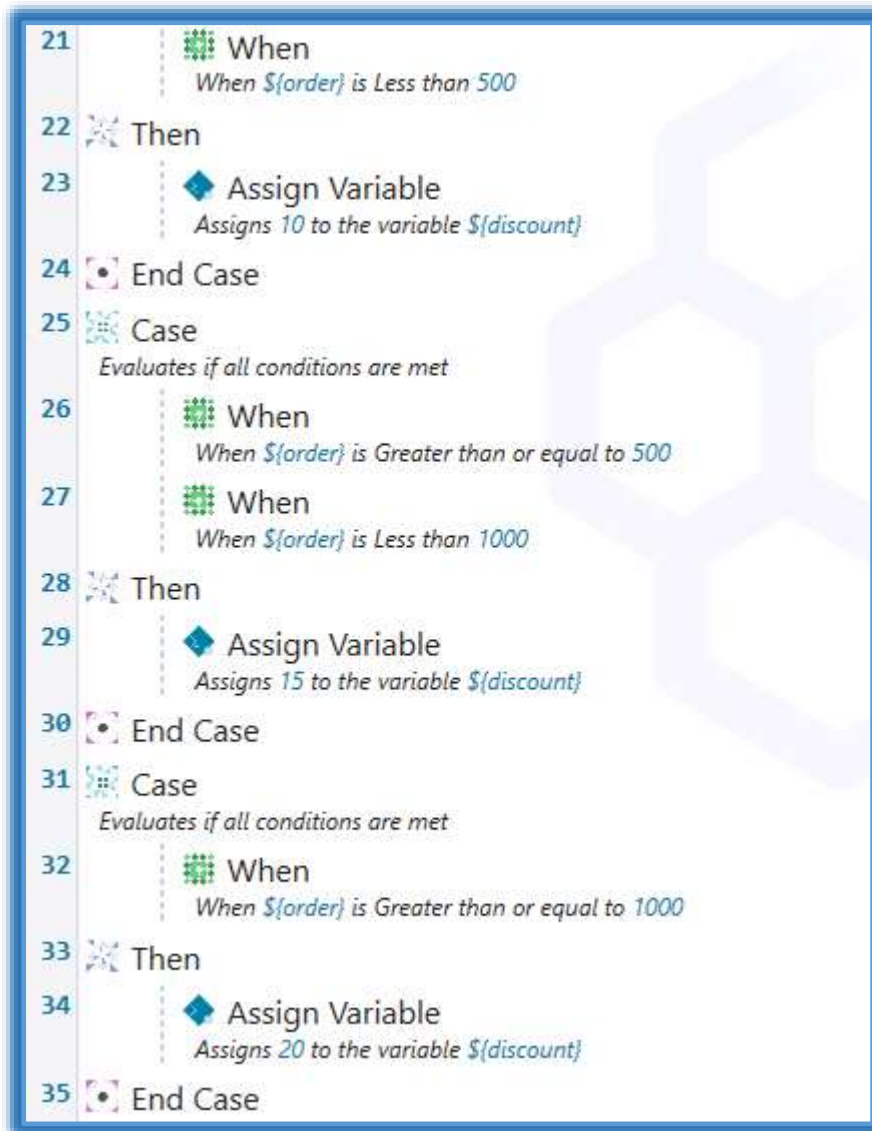 21 When
When ${order} is Less than 500
22 Then
23 Assign Variable
Assigns 10 to the variable ${discount}
24 End Case
25 Case
Evaluates if all conditions are met
26 When
When ${order} is Greater than or equal to 500
27 When
When ${order} is Less than 1000
28 Then
29 Assign Variable
Assigns 15 to the variable ${discount}
30 End Case
31 Case
Evaluates if all conditions are met
32 When
When ${order} is Greater than or equal to 1000
33 Then
34 Assign Variable
Assigns 20 to the variable ${discount}
35 End Case